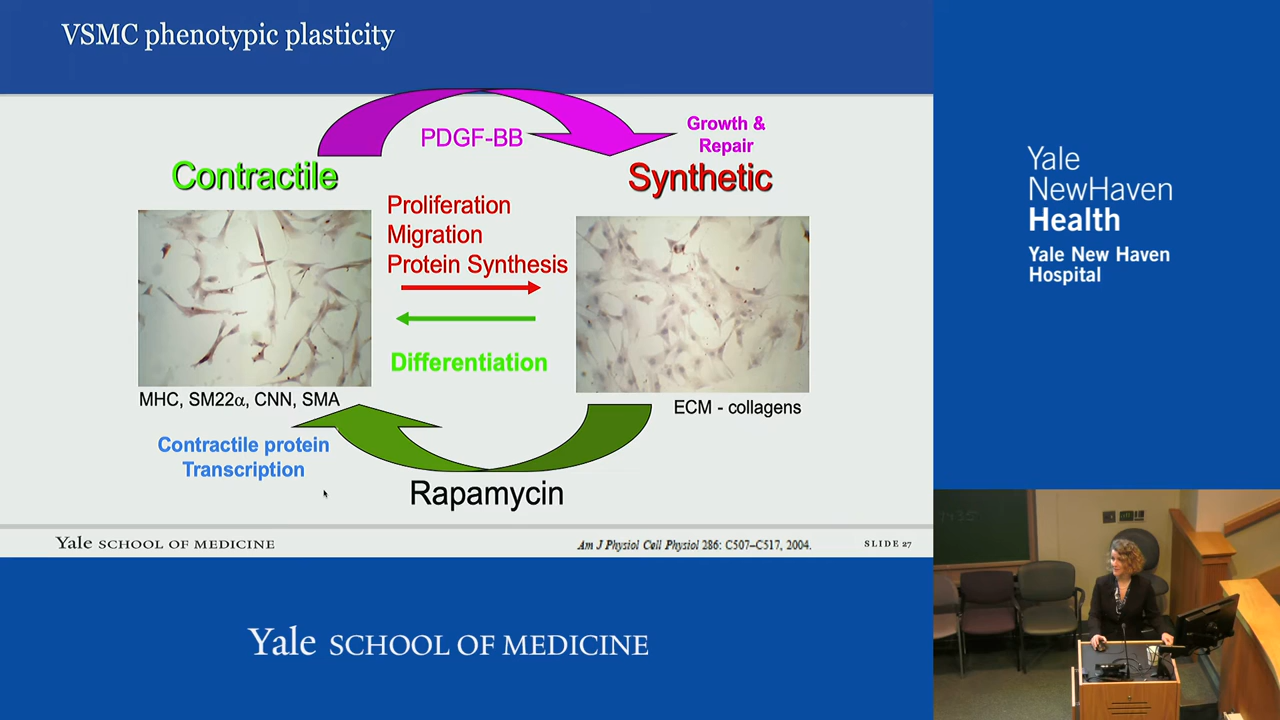 VSMC phenotypic plasticity
PDGF-BB
Growth &
Repair
Contractile
Synthetic
Proliferation
Migration
Protein Synthesis
Differentiation
MHC, SM22α, CNN, SMA
ECM - collagens
Contractile protein
Transcription
Rapamycin
Yale SCHOOL OF MEDICINE
Am J Physiol Cell Physiol 286: C507–C517, 2004.
SLIDE 27
Yale
NewHaven
Health
Yale New Haven
Hospital
Yale SCHOOL OF MEDICINE